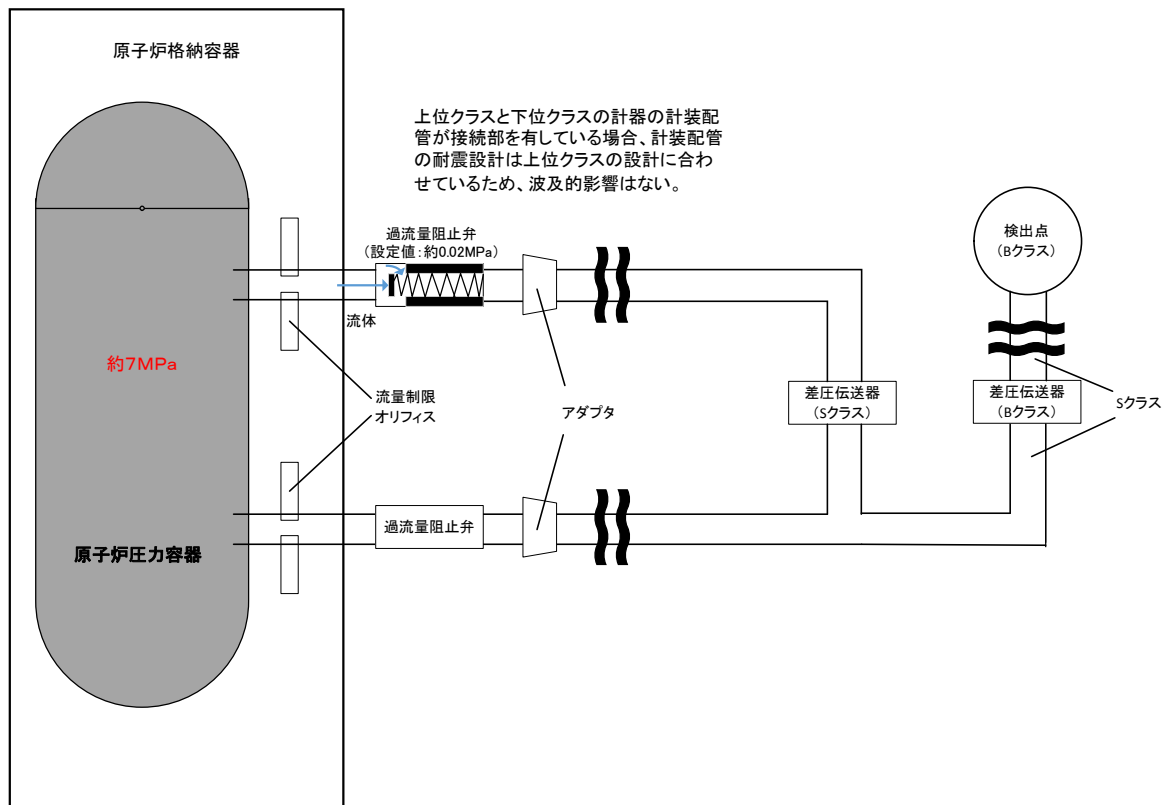 原子炉格納容器
上位クラスと下位クラスの計器の計装配
管が接続部を有している場合、計装配管
の耐震設計は上位クラスの設計に合わ
せているため、波及的影響はない。
過流量阻止弁
(設定値:約0.02MPa)
検出点
(Bクラス)
流体
約7MPa
流量制限
オリフィス
アダプタ
差圧伝送器
(Sクラス)
差圧伝送器
(Bクラス)
Sクラス
過流量阻止弁
原子炉圧力容器